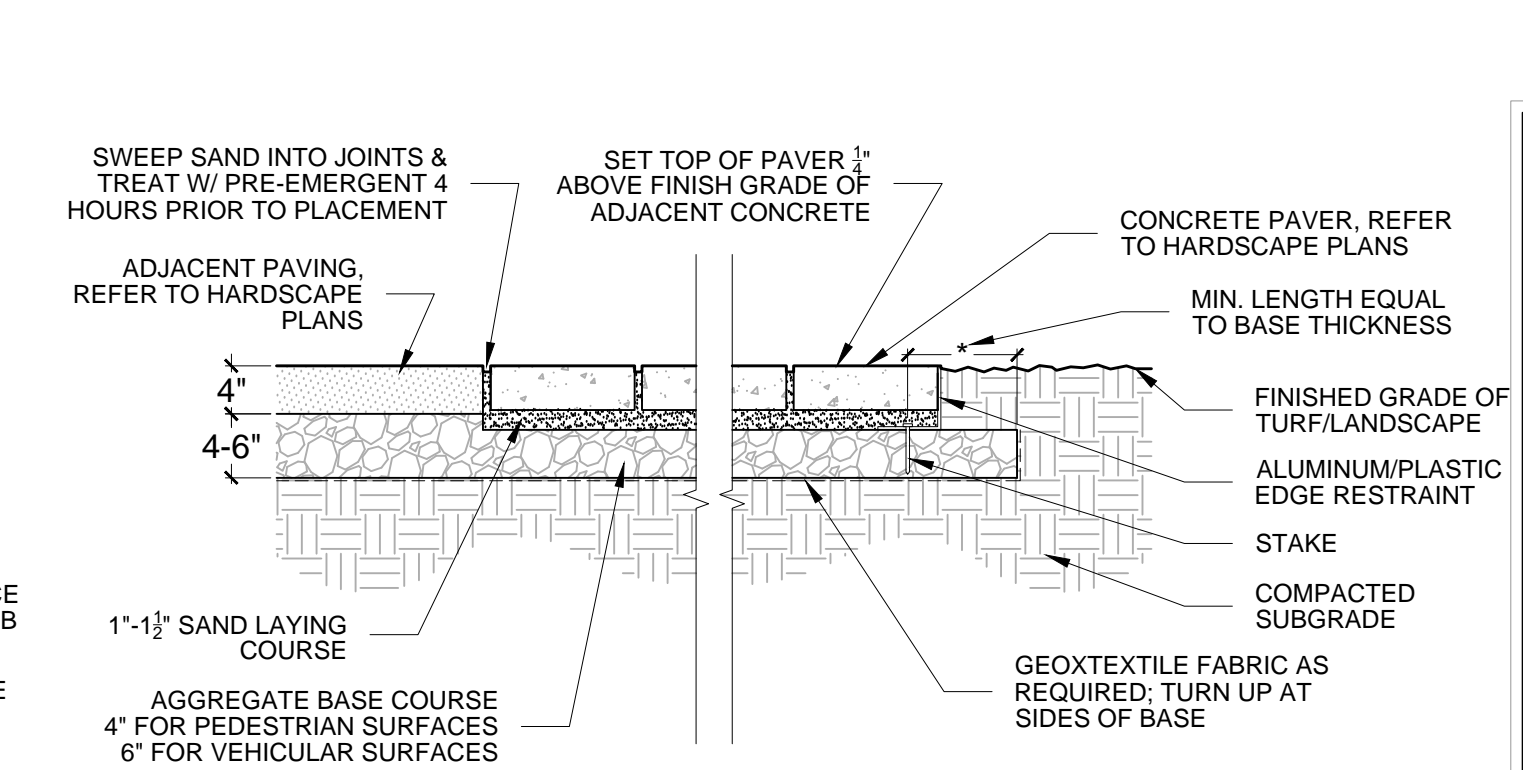 SWEEP SAND INTO JOINTS &
TREAT W/ PRE-EMERGENT 4
HOURS PRIOR TO PLACEMENT
SET TOP OF PAVER 1/4"
ABOVE FINISH GRADE OF
ADJACENT CONCRETE
CONCRETE PAVER, REFER
TO HARDSCAPE PLANS
ADJACENT PAVING,
REFER TO HARDSCAPE
PLANS
MIN. LENGTH EQUAL
TO BASE THICKNESS
*
4"
4-6"
FINISHED GRADE OF
TURF/LANDSCAPE
ALUMINUM/PLASTIC
EDGE RESTRAINT
STAKE
COMPACTED
SUBGRADE
CE
B
E
1"-1 1/2" SAND LAYING
COURSE
GEOXTEXTILE FABRIC AS
REQUIRED; TURN UP AT
SIDES OF BASE
AGGREGATE BASE COURSE
4" FOR PEDESTRIAN SURFACES
6" FOR VEHICULAR SURFACES